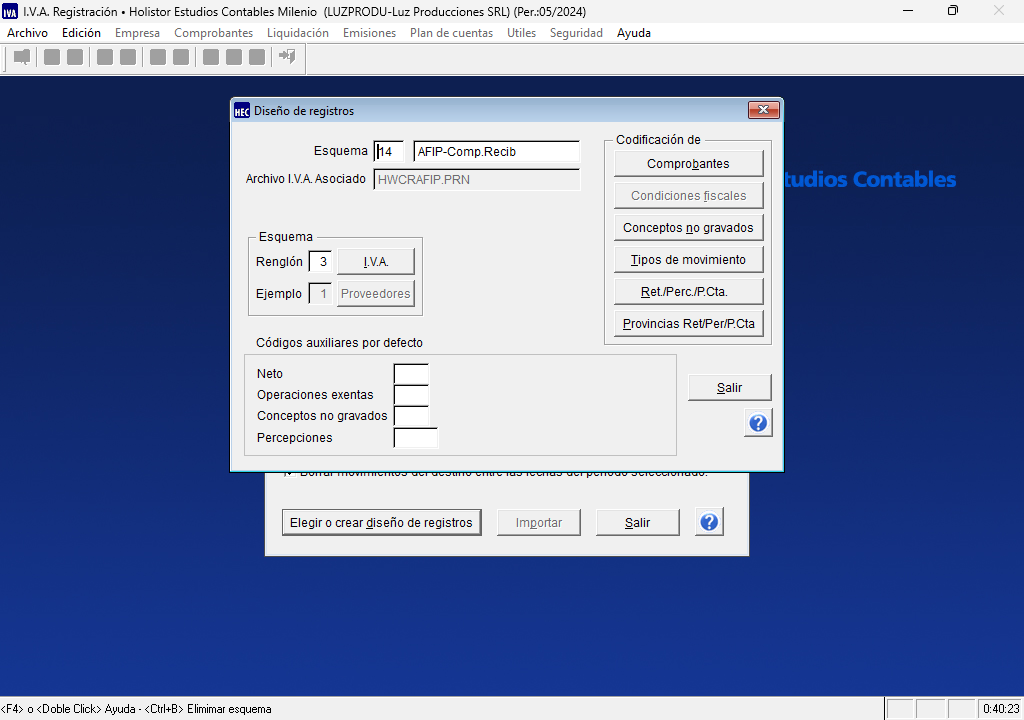 I.V.A. Registración • Holistor Estudios Contables Milenio (LUZPRODU-Luz Producciones SRL) (Per.:05/2024)
Archivo Edición Empresa Comprobantes Liquidación Emisiones Plan de cuentas Utiles Seguridad Ayuda
HEC Diseño de registros
Esquema 14 AFIP-Comp.Recib
Archivo I.V.A. Asociado HWCRAFIP.PRN
Esquema
Renglón 3 I.V.A.
Ejemplo 1 Proveedores
Codificación de
Comprobantes
Condiciones fiscales
Conceptos no gravados
Tipos de movimiento
Ret./Perc./P.Cta.
Provincias Ret/Per/P.Cta
tudios Contables
Códigos auxiliares por defecto
Neto
Operaciones exentas
Conceptos no gravados
Percepciones
Salir
?
Borrar movimientos del destino entre las fechas del período seleccionado.
Elegir o crear diseño de registros Importar Salir ?
<F4> o <Doble Click> Ayuda - <Ctrl+B> Elimimar esquema 0:40:23